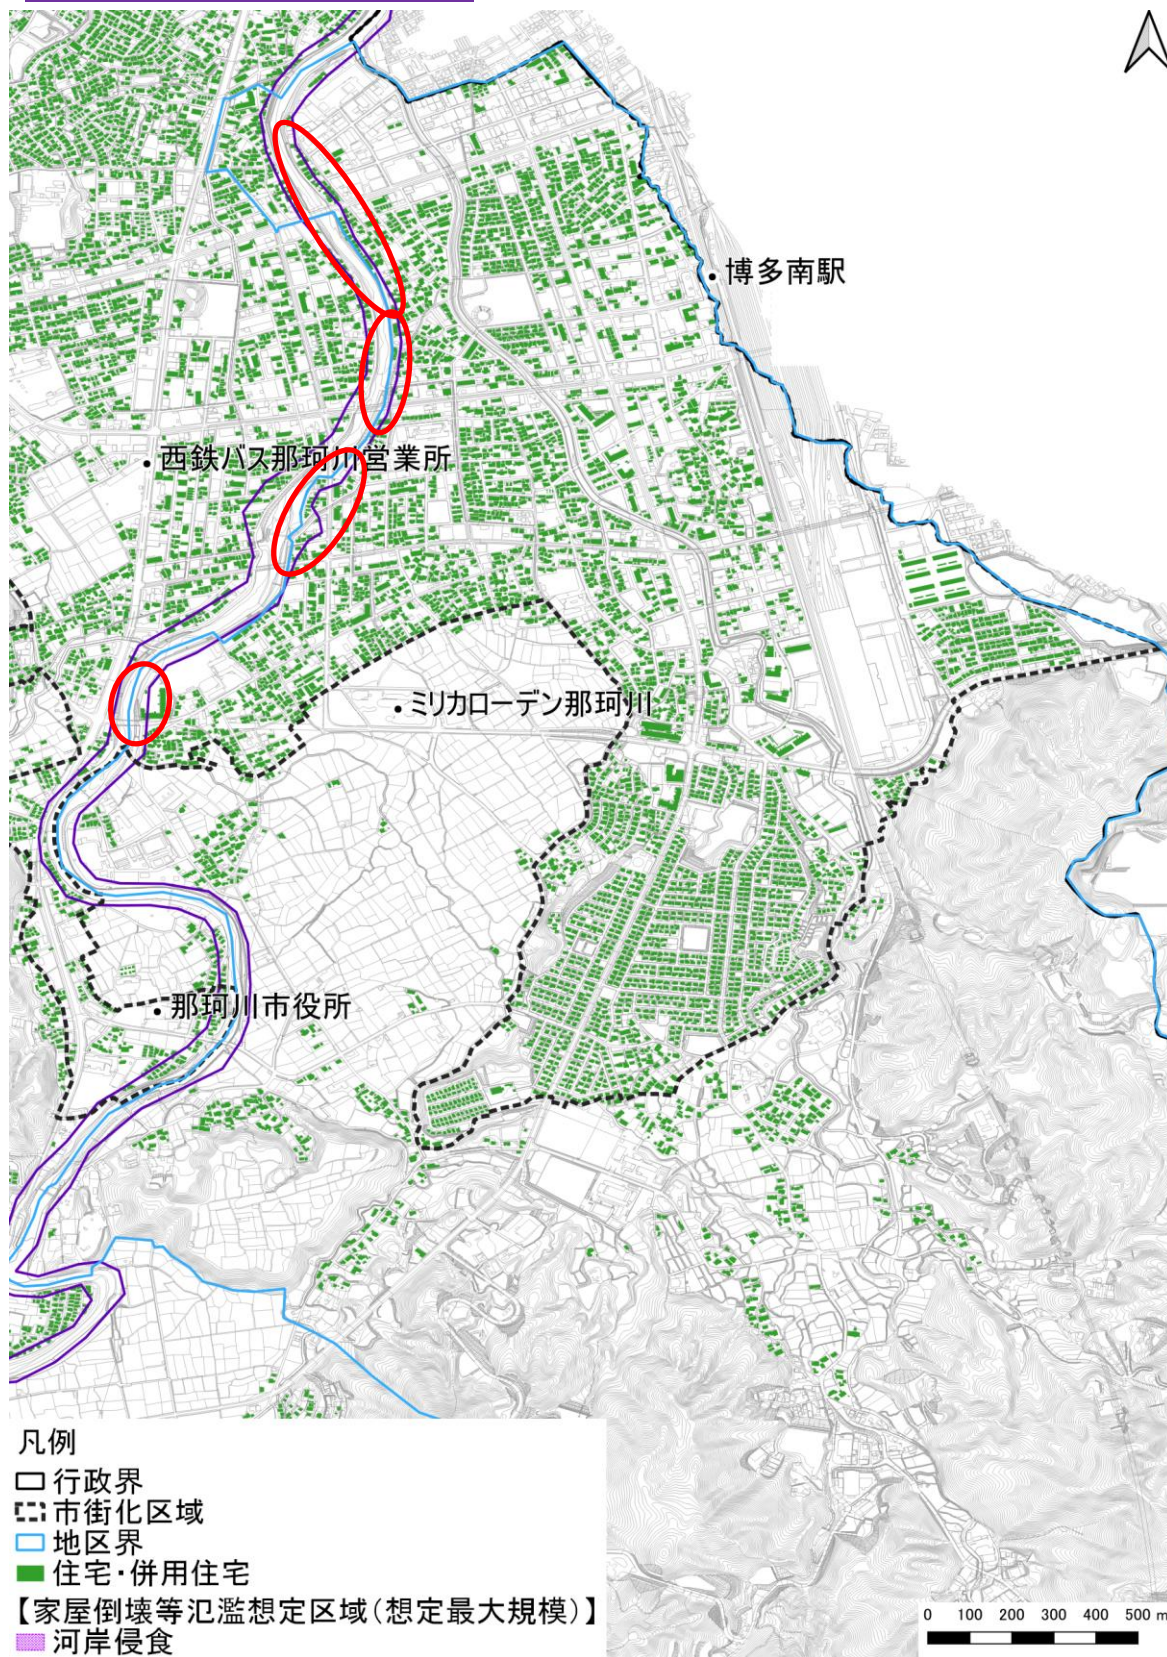 博多南駅
西鉄バス那珂川営業所
ミリカローデン那珂川
那珂川市役所
凡例
行政界
市街化区域
地区界
住宅・併用住宅
【家屋倒壊等氾濫想定区域(想定最大規模)】
河岸侵食
0 100 200 300 400 500 m